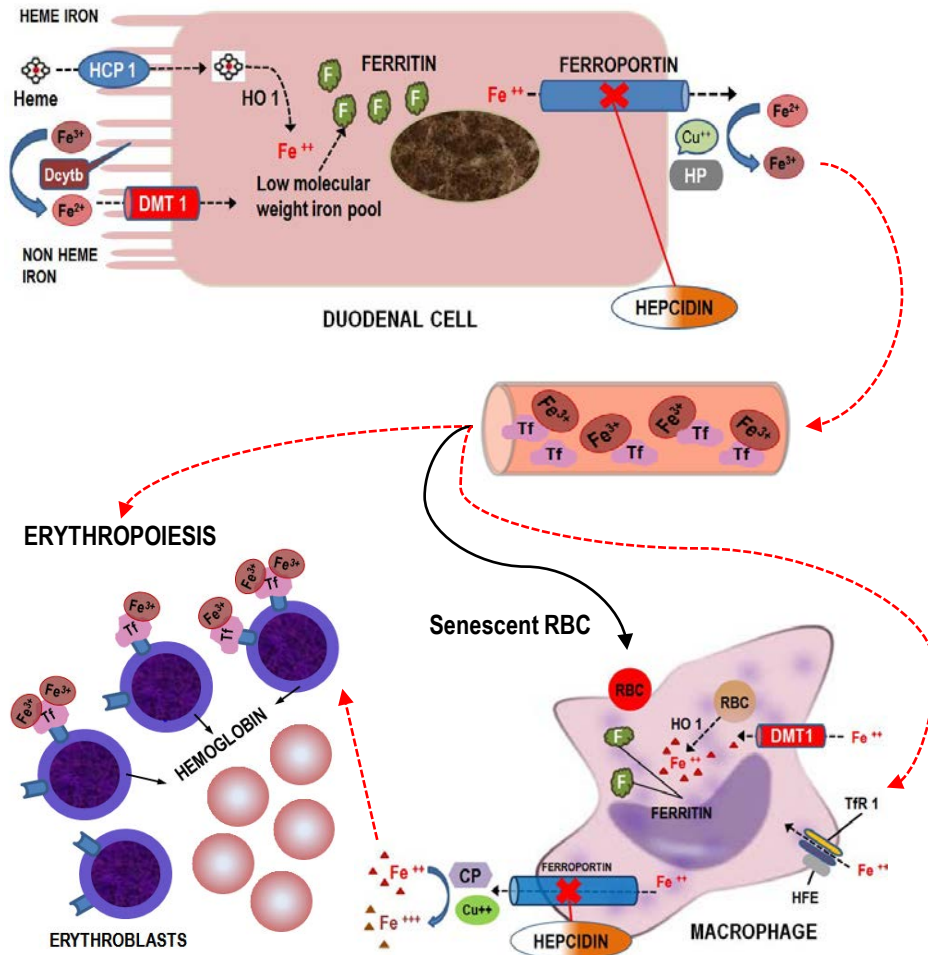 HEME IRON
HCP 1
Heme
HO 1
FERRITIN
F
F
F
F
F
Fe ++
Low molecular
weight iron pool
Fe3+
Dcytb
Fe2+
DMT 1
NON HEME
IRON
FERROPORTIN
Fe ++
Cu++
HP
Fe2+
Fe3+
HEPCIDIN
DUODENAL CELL
Fe3+
Fe3+
Fe3+
Fe3+
Tf
Tf
Tf
Tf
Tf
ERYTHROPOIESIS
Fe3+
Fe3+
Tf
Fe3+
Tf
Fe3+
Tf
Fe3+
Fe3+
Tf
HEMOGLOBIN
ERYTHROBLASTS
Senescent RBC
RBC
RBC
HO 1
F
F
Fe ++
DMT1
Fe ++
FERRITIN
TfR 1
Fe ++
HFE
MACROPHAGE
FERROPORTIN
Fe ++
HEPCIDIN
CP
Cu++
Fe ++
Fe +++